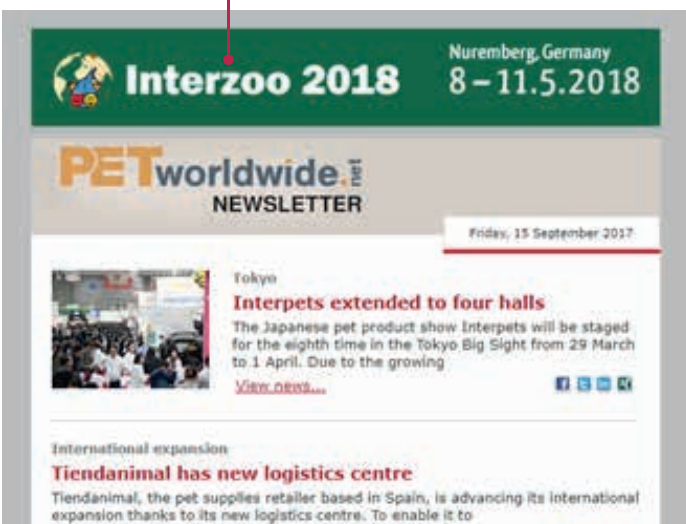 Interzoo 2018
Nuremberg, Germany
8 – 11.5.2018
PETworldwide.net
NEWSLETTER
Friday, 15 September 2017
Tokyo
Interpets extended to four halls
The Japanese pet product show Interpets will be staged
for the eighth time in the Tokyo Big Sight from 29 March
to 1 April. Due to the growing
View news...
International expansion
Tiendanimal has new logistics centre
Tiendanimal, the pet supplies retailer based in Spain, is advancing its international
expansion thanks to its new logistics centre. To enable it to